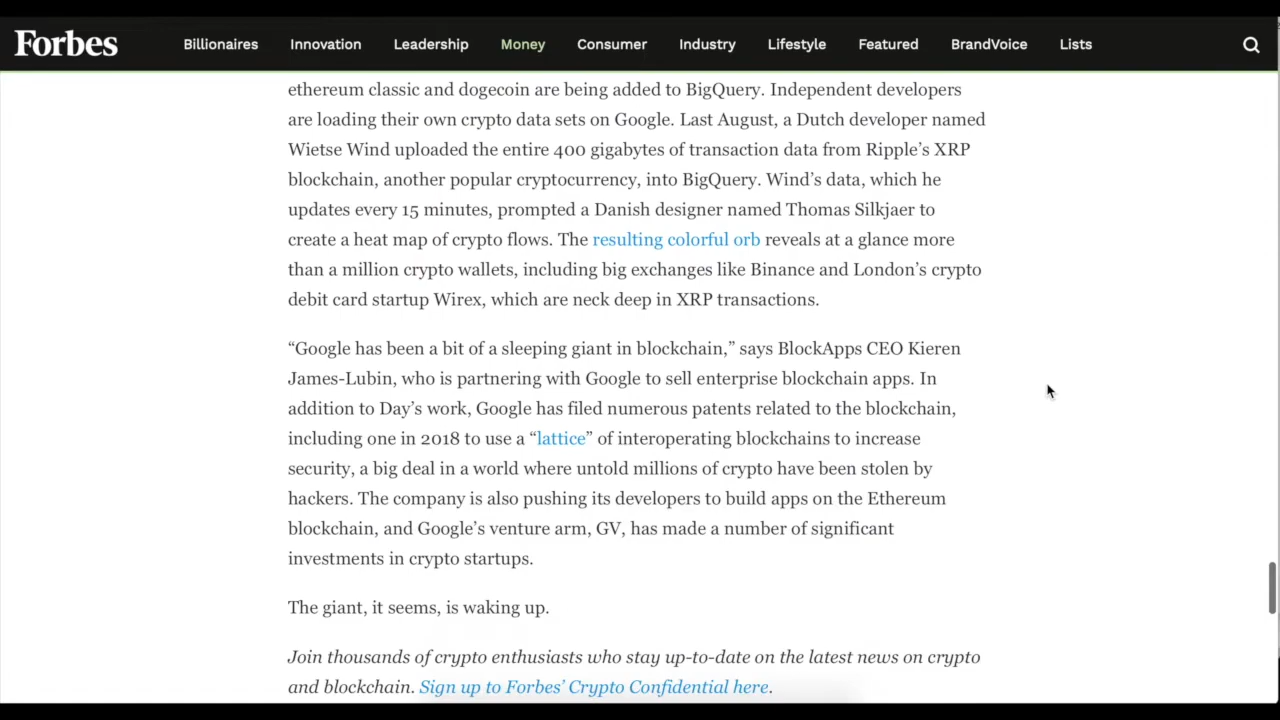 Forbes Billionaires Innovation Leadership Money Consumer Industry Lifestyle Featured BrandVoice Lists
ethereum classic and dogecoin are being added to BigQuery. Independent developers
are loading their own crypto data sets on Google. Last August, a Dutch developer named
Wietse Wind uploaded the entire 400 gigabytes of transaction data from Ripple’s XRP
blockchain, another popular cryptocurrency, into BigQuery. Wind’s data, which he
updates every 15 minutes, prompted a Danish designer named Thomas Silkjaer to
create a heat map of crypto flows. The resulting colorful orb reveals at a glance more
than a million crypto wallets, including big exchanges like Binance and London’s crypto
debit card startup Wirex, which are neck deep in XRP transactions.
“Google has been a bit of a sleeping giant in blockchain,” says BlockApps CEO Kieren
James-Lubin, who is partnering with Google to sell enterprise blockchain apps. In
addition to Day’s work, Google has filed numerous patents related to the blockchain,
including one in 2018 to use a “lattice” of interoperating blockchains to increase
security, a big deal in a world where untold millions of crypto have been stolen by
hackers. The company is also pushing its developers to build apps on the Ethereum
blockchain, and Google’s venture arm, GV, has made a number of significant
investments in crypto startups.
The giant, it seems, is waking up.
Join thousands of crypto enthusiasts who stay up-to-date on the latest news on crypto
and blockchain. Sign up to Forbes’ Crypto Confidential here.